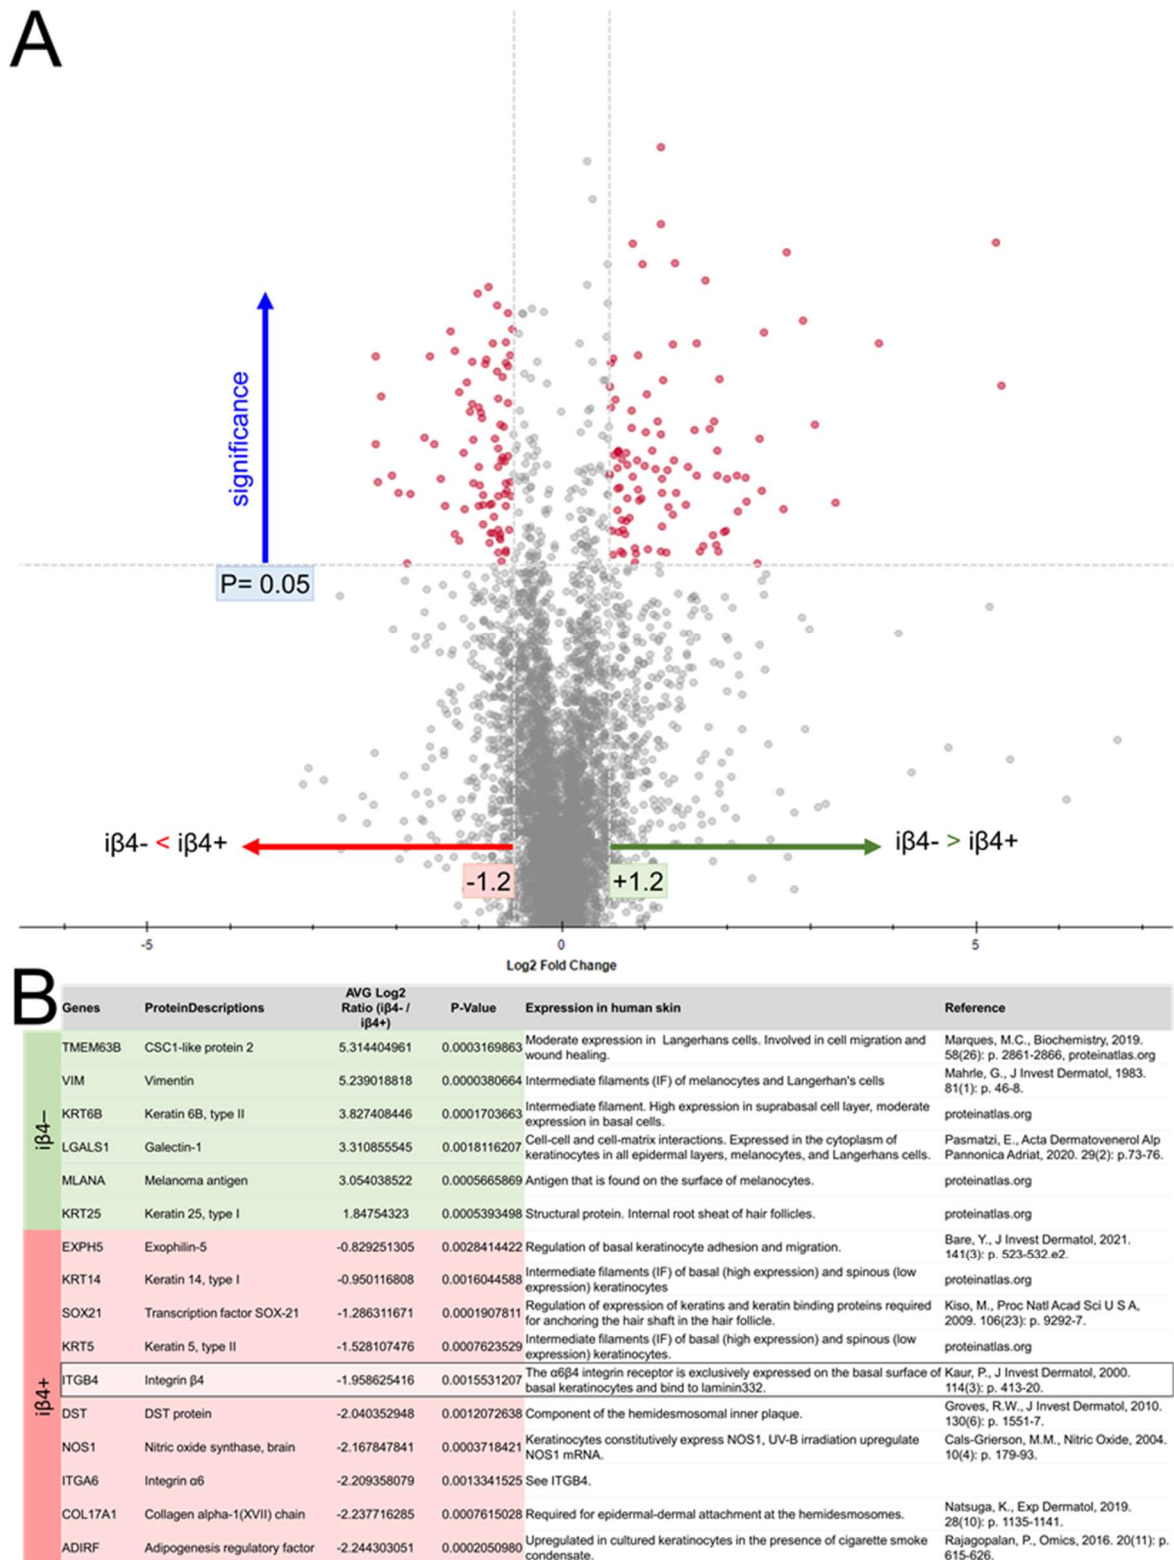 A
significance
P= 0.05
iβ4- < iβ4+
iβ4- > iβ4+
-1.2
+1.2
-5
0
5
Log2 Fold Change
B
Genes ProteinDescriptions AVG Log2 Ratio (iβ4- / iβ4+) P-Value Expression in human skin Reference
iβ4–
TMEM63B CSC1-like protein 2 5.314404961 0.0003169863 Moderate expression in Langerhans cells. Involved in cell migration and wound healing. Marques, M.C., Biochemistry, 2019. 58(26): p. 2861-2866, proteinatlas.org
VIM Vimentin 5.239018818 0.0000380664 Intermediate filaments (IF) of melanocytes and Langerhan's cells Mahrle, G., J Invest Dermatol, 1983. 81(1): p. 46-8.
KRT6B Keratin 6B, type II 3.827408446 0.0001703663 Intermediate filament. High expression in suprabasal cell layer, moderate expression in basal cells. proteinatlas.org
LGALS1 Galectin-1 3.310855545 0.0018116207 Cell-cell and cell-matrix interactions. Expressed in the cytoplasm of keratinocytes in all epidermal layers, melanocytes, and Langerhans cells. Pasmatzi, E., Acta Dermatovenerol Alp Pannonica Adriat, 2020. 29(2): p.73-76.
MLANA Melanoma antigen 3.054038522 0.0005665869 Antigen that is found on the surface of melanocytes. proteinatlas.org
KRT25 Keratin 25, type I 1.84754323 0.0005393498 Structural protein. Internal root sheat of hair follicles. proteinatlas.org
iβ4+
EXPH5 Exophilin-5 -0.829251305 0.0028414422 Regulation of basal keratinocyte adhesion and migration. Bare, Y., J Invest Dermatol, 2021. 141(3): p. 523-532.e2.
KRT14 Keratin 14, type I -0.950116808 0.0016044588 Intermediate filaments (IF) of basal (high expression) and spinous (low expression) keratinocytes proteinatlas.org
SOX21 Transcription factor SOX-21 -1.286311671 0.0001907811 Regulation of expression of keratins and keratin binding proteins required for anchoring the hair shaft in the hair follicle. Kiso, M., Proc Natl Acad Sci U S A, 2009. 106(23): p. 9292-7.
KRT5 Keratin 5, type II -1.528107476 0.0007623529 Intermediate filaments (IF) of basal (high expression) and spinous (low expression) keratinocytes. proteinatlas.org
ITGB4 Integrin β4 -1.958625416 0.0015531207 The α6β4 integrin receptor is exclusively expressed on the basal surface of basal keratinocytes and bind to laminin332. Kaur, P., J Invest Dermatol, 2000. 114(3): p. 413-20.
DST DST protein -2.040352948 0.0012072638 Component of the hemidesmosomal inner plaque. Groves, R.W., J Invest Dermatol, 2010. 130(6): p. 1551-7.
NOS1 Nitric oxide synthase, brain -2.167847841 0.0003718421 Keratinocytes constitutively express NOS1, UV-B irradiation upregulate NOS1 mRNA. Cals-Grierson, M.M., Nitric Oxide, 2004. 10(4): p. 179-93.
ITGA6 Integrin α6 -2.209358079 0.0013341525 See ITGB4.
COL17A1 Collagen alpha-1(XVII) chain -2.237716285 0.0007615028 Required for epidermal-dermal attachment at the hemidesmosomes. Natsuga, K., Exp Dermatol, 2019. 28(10): p. 1135-1141.
ADIRF Adipogenesis regulatory factor -2.244303051 0.0002050980 Upregulated in cultured keratinocytes in the presence of cigarette smoke condensate. Rajagopalan, P., Omics, 2016. 20(11): p. 615-626.